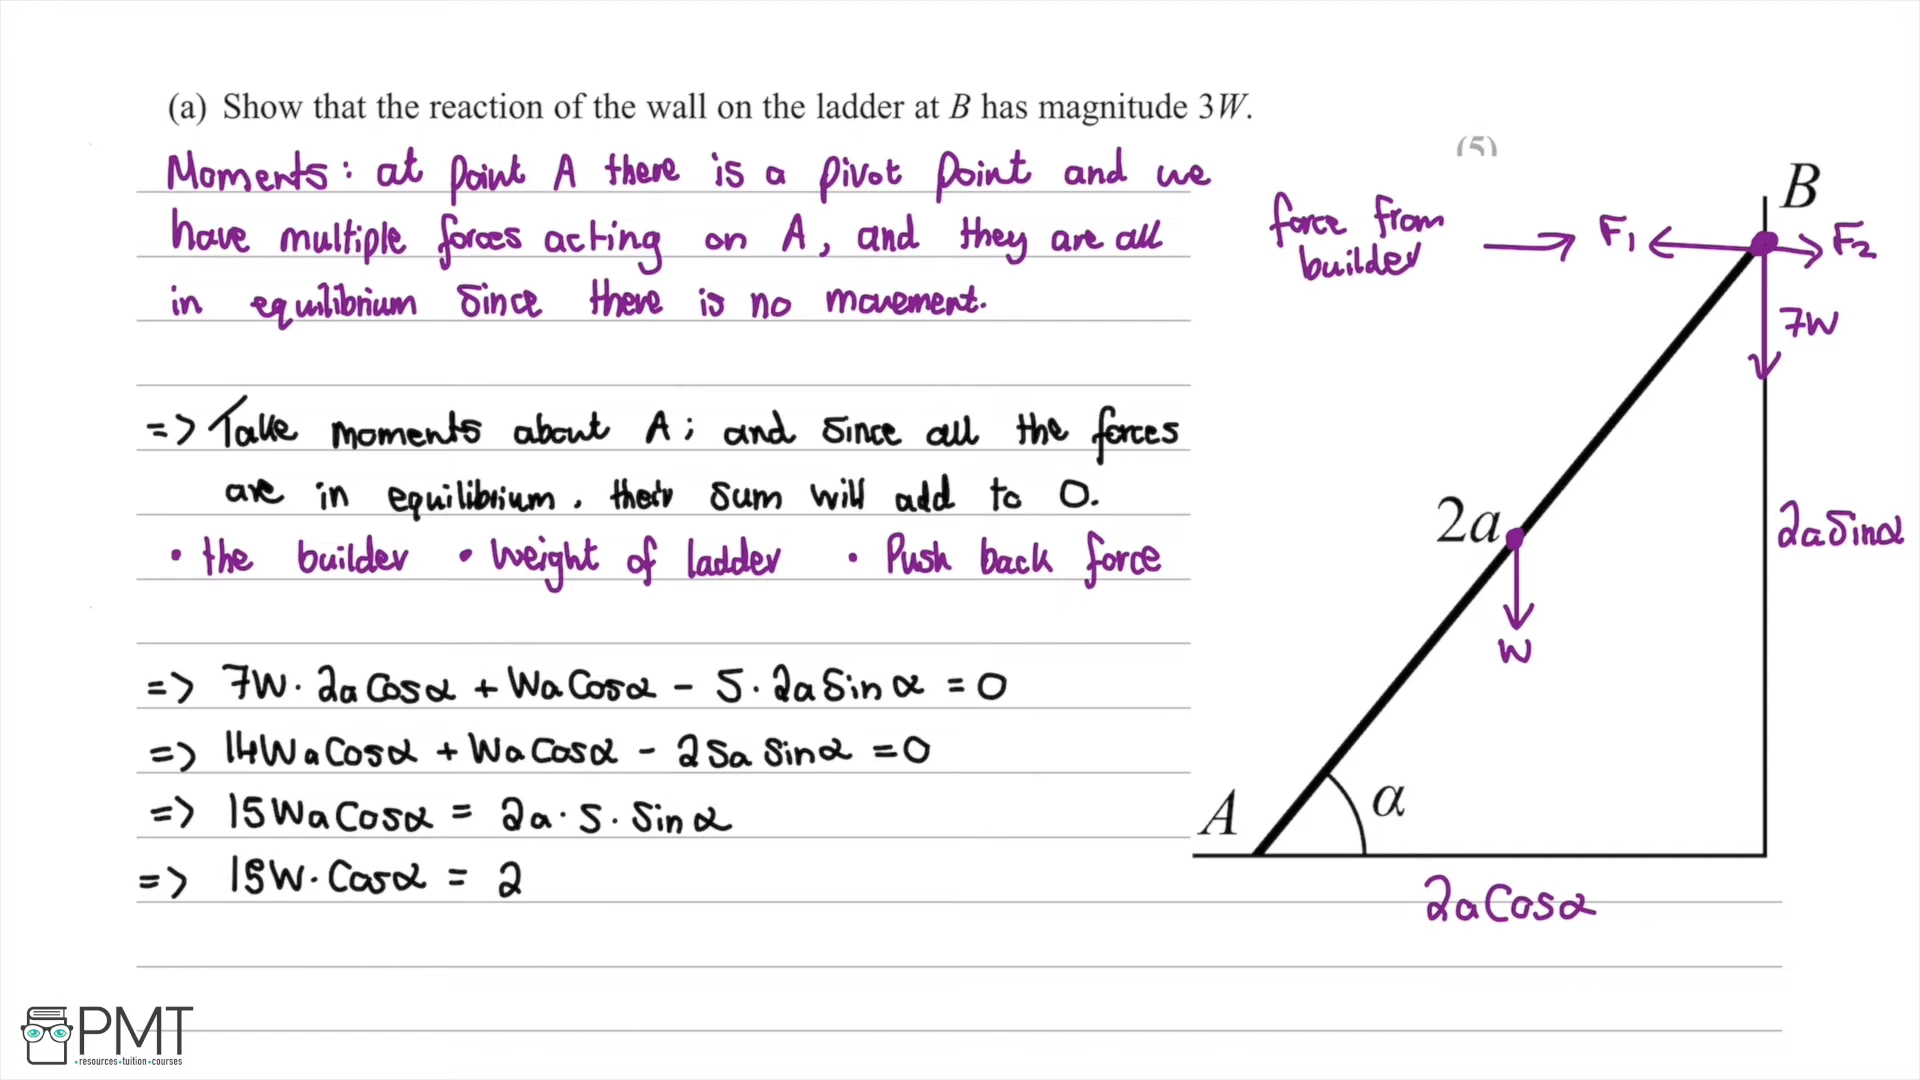 (a) Show that the reaction of the wall on the ladder at B has magnitude 3W.
(5)
Moments: at point A there is a pivot point and we
have multiple forces acting on A, and they are all
in equilibrium since there is no movement.
=> Take moments about A; and since all the forces
are in equilibrium, their sum will add to 0.
• the builder • weight of ladder • Push back force
=> 7W · 2a Cosα + Wa Cosα - S · 2a Sin α = 0
=> 14Wa Cosα + Wa Cosα - 2Sa Sinα = 0
=> 15Wa Cosα = 2a · S · Sin α
=> 15W · Cosα = 2
force from
builder
F1
F2
B
7W
2a
2a Sinα
W
A
α
2a Cosα
PMT
•resources•tuition•courses